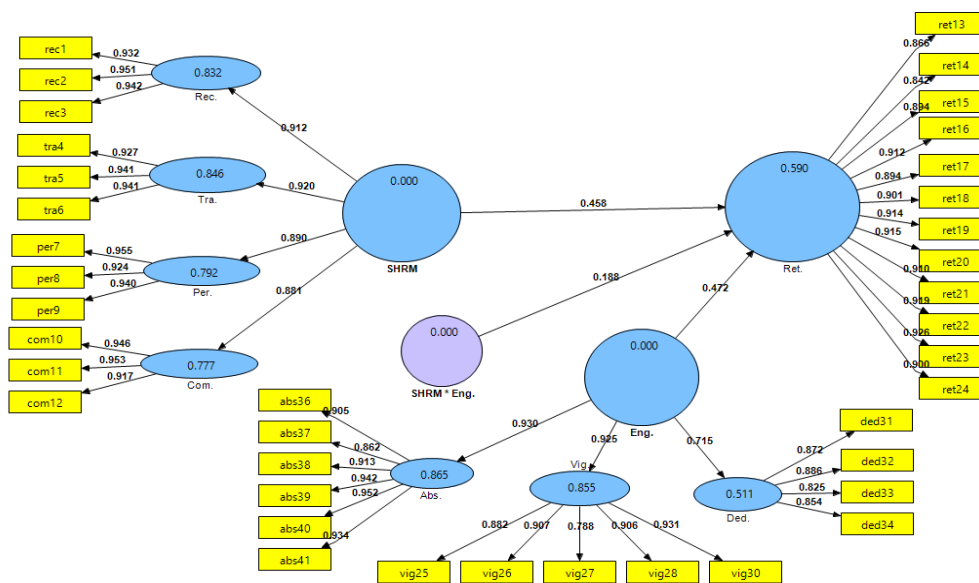 rec1
rec2
rec3
0.932
0.951
0.942
0.832
Rec.
tra4
tra5
tra6
0.927
0.941
0.941
0.846
Tra.
per7
per8
per9
0.955
0.924
0.940
0.792
Per.
com10
com11
com12
0.946
0.953
0.917
0.777
Com.
0.912
0.920
0.890
0.881
0.000
SHRM
0.458
0.188
0.472
0.000
SHRM * Eng.
0.000
Eng.
0.590
Ret.
ret13
ret14
ret15
ret16
ret17
ret18
ret19
ret20
ret21
ret22
ret23
ret24
0.866
0.842
0.894
0.912
0.894
0.901
0.914
0.915
0.910
0.919
0.926
0.900
0.930
0.925
0.715
abs36
abs37
abs38
abs39
abs40
abs41
0.905
0.862
0.913
0.942
0.952
0.934
0.865
Abs.
Vig.
0.855
0.882
0.907
0.788
0.906
0.931
vig25
vig26
vig27
vig28
vig30
0.511
Ded.
0.872
0.886
0.825
0.854
ded31
ded32
ded33
ded34